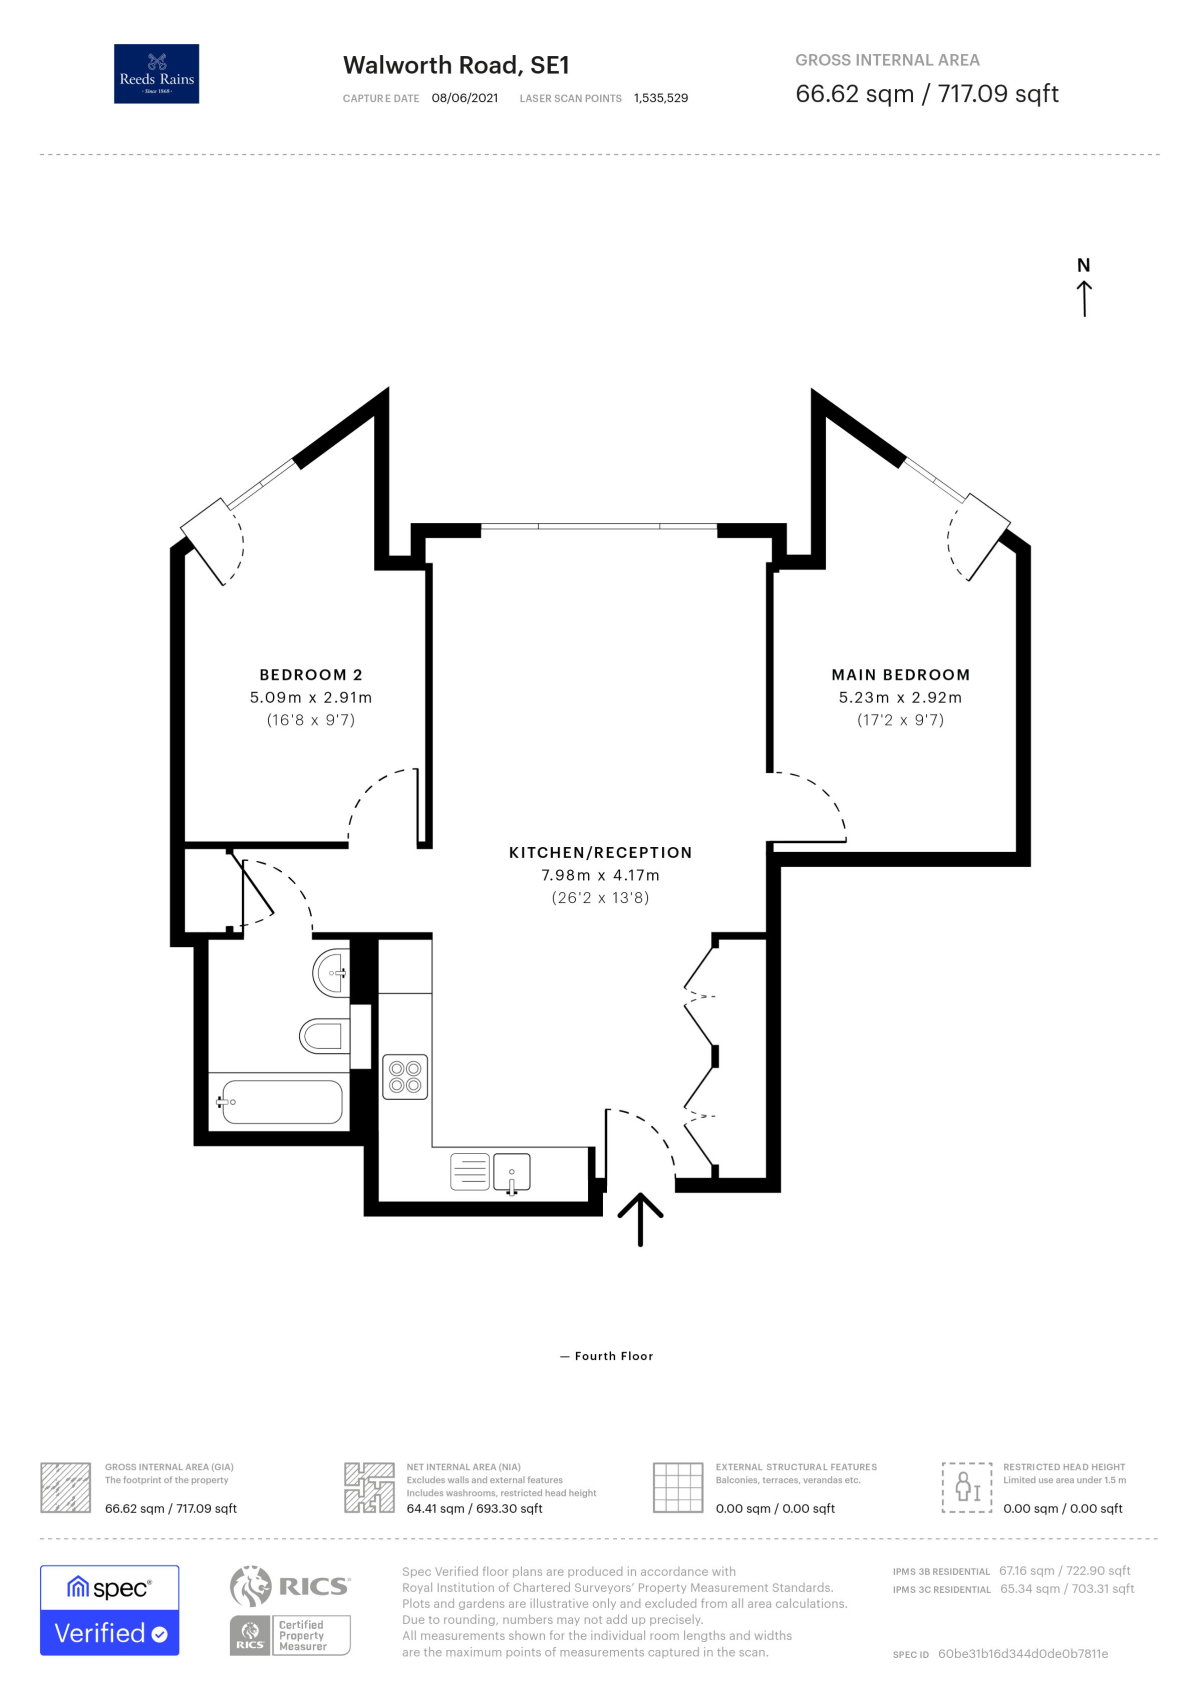 Reeds Rains
· Since 1868 ·
Walworth Road, SE1
CAPTURE DATE 08/06/2021 LASER SCAN POINTS 1,535,529
GROSS INTERNAL AREA
66.62 sqm / 717.09 sqft
N
BEDROOM 2
5.09m x 2.91m
(16'8 x 9'7)
MAIN BEDROOM
5.23m x 2.92m
(17'2 x 9'7)
KITCHEN/RECEPTION
7.98m x 4.17m
(26'2 x 13'8)
— Fourth Floor
GROSS INTERNAL AREA (GIA)
The footprint of the property
66.62 sqm / 717.09 sqft
NET INTERNAL AREA (NIA)
Excludes walls and external features
Includes washrooms, restricted head height
64.41 sqm / 693.30 sqft
EXTERNAL STRUCTURAL FEATURES
Balconies, terraces, verandas etc.
0.00 sqm / 0.00 sqft
RESTRICTED HEAD HEIGHT
Limited use area under 1.5 m
0.00 sqm / 0.00 sqft
spec®
Verified
RICS
RICS
Certified
Property
Measurer
Spec Verified floor plans are produced in accordance with
Royal Institution of Chartered Surveyors' Property Measurement Standards.
Plots and gardens are illustrative only and excluded from all area calculations.
Due to rounding, numbers may not add up precisely.
All measurements shown for the individual room lengths and widths
are the maximum points of measurements captured in the scan.
IPMS 3B RESIDENTIAL 67.16 sqm / 722.90 sqft
IPMS 3C RESIDENTIAL 65.34 sqm / 703.31 sqft
SPEC ID 60be31b16d344d0de0b7811e